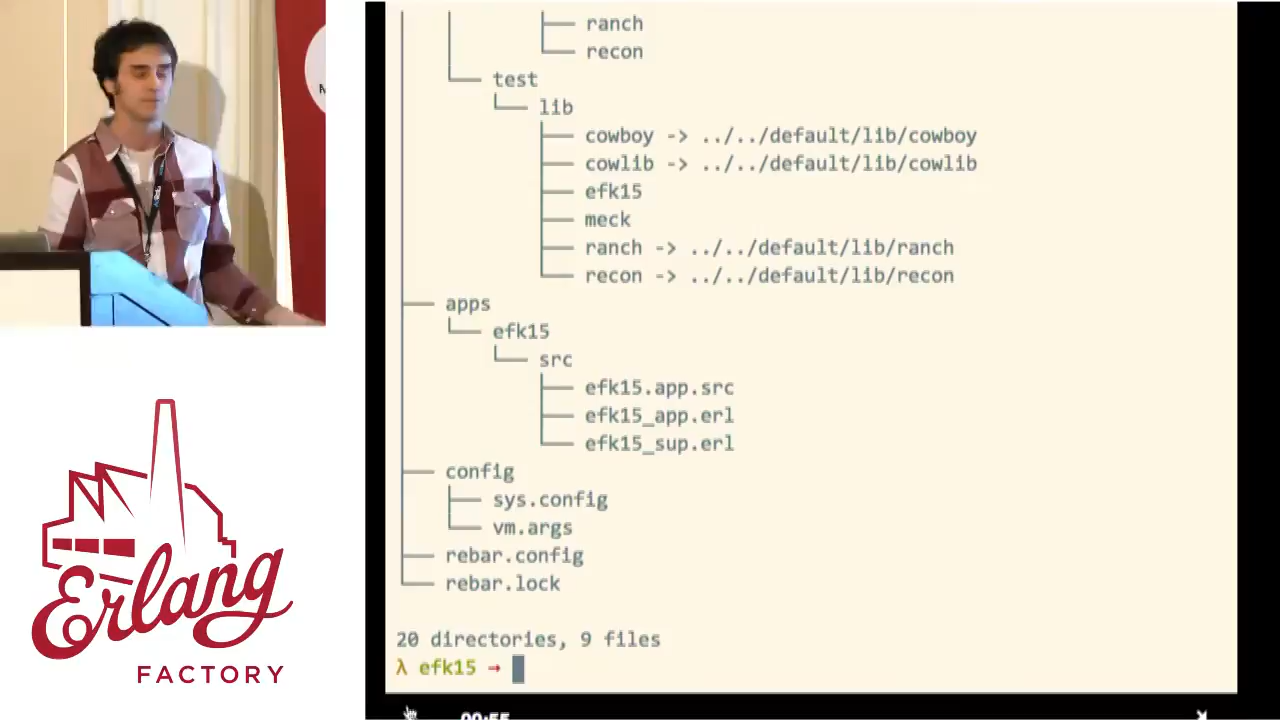 ranch
recon
test
lib
cowboy -> ../../default/lib/cowboy
cowlib -> ../../default/lib/cowlib
efk15
meck
ranch -> ../../default/lib/ranch
recon -> ../../default/lib/recon
apps
efk15
src
efk15.app.src
efk15_app.erl
efk15_sup.erl
config
sys.config
vm.args
rebar.config
rebar.lock
20 directories, 9 files
λ efk15 →
Erlang
FACTORY